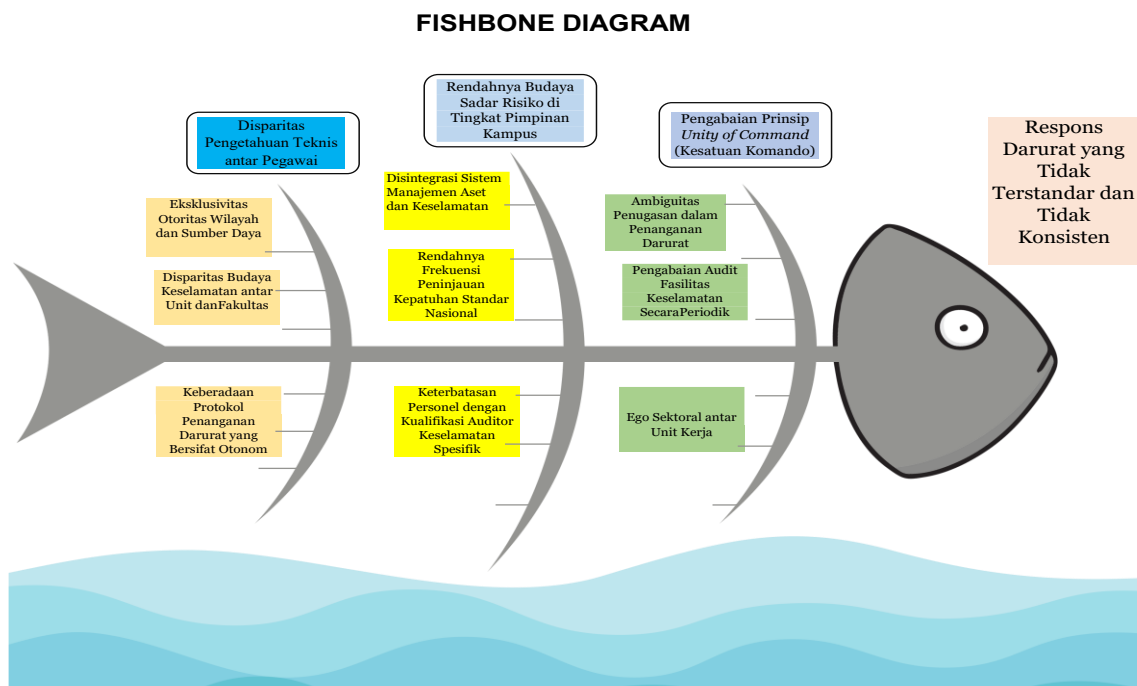 FISHBONE DIAGRAM
Disparitas
Pengetahuan Teknis
antar Pegawai
Rendahnya Budaya
Sadar Risiko di
Tingkat Pimpinan
Kampus
Pengabaian Prinsip
Unity of Command
(Kesatuan Komando)
Respons
Darurat yang
Tidak
Terstandar dan
Tidak
Konsisten
Eksklusivitas
Otoritas Wilayah
dan Sumber Daya
Disparitas Budaya
Keselamatan antar
Unit danFakultas
Keberadaan
Protokol
Penanganan
Darurat yang
Bersifat Otonom
Disintegrasi Sistem
Manajemen Aset
dan Keselamatan
Rendahnya
Frekuensi
Peninjauan
Kepatuhan Standar
Nasional
Keterbatasan
Personel dengan
Kualifikasi Auditor
Keselamatan
Spesifik
Ambiguitas
Penugasan dalam
Penanganan
Darurat
Pengabaian Audit
Fasilitas
Keselamatan
SecaraPeriodik
Ego Sektoral antar
Unit Kerja